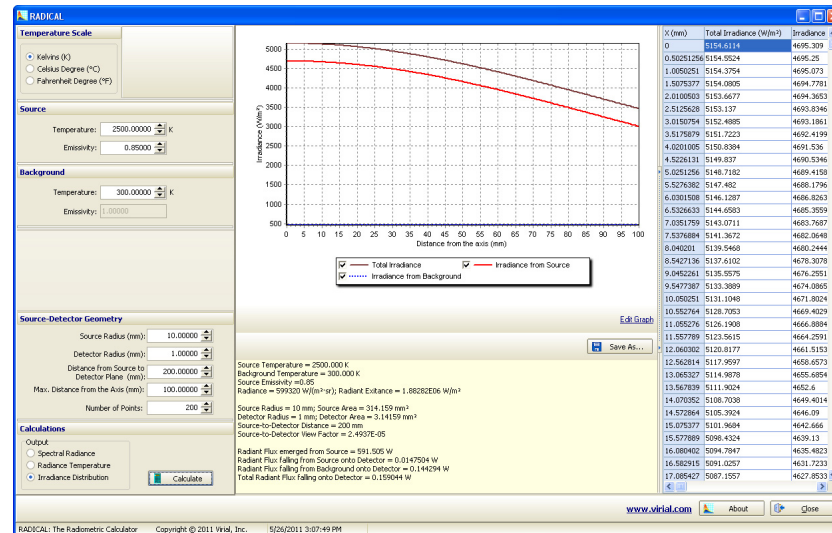 RADICAL
Temperature Scale
Kelvins (K)
Celsius Degree (°C)
Fahrenheit Degree (°F)
Source
Temperature: 2500.00000 K
Emissivity: 0.85000
Background
Temperature: 300.00000 K
Emissivity: 1.00000
Source-Detector Geometry
Source Radius (mm): 10.00000
Detector Radius (mm): 1.00000
Distance from Source to
Detector Plane (mm): 200.00000
Max. Distance from the Axis (mm): 100.00000
Number of Points: 200
Calculations
Output
Spectral Radiance
Radiance Temperature
Irradiance Distribution
Calculate
Irradiance (W/m²)
5000
4500
4000
3500
3000
2500
2000
1500
1000
500
0 5 10 15 20 25 30 35 40 45 50 55 60 65 70 75 80 85 90 95 100
Distance from the axis (mm)
Total Irradiance
Irradiance from Source
Irradiance from Background
Edit Graph
Save As...
Source Temperature = 2500.000 K
Background Temperature = 300.000 K
Source Emissivity =0.85
Radiance = 599320 W/(m²·sr); Radiant Exitance = 1.88282E06 W/m²
Source Radius = 10 mm; Source Area = 314.159 mm²
Detector Radius = 1 mm; Detector Area = 3.14159 mm²
Source-to-Detector Distance = 200 mm
Source-to-Detector View Factor = 2.4937E-05
Radiant Flux emerged from Source = 591.505 W
Radiant Flux falling from Source onto Detector = 0.0147504 W
Radiant Flux falling from Background onto Detector = 0.144294 W
Total Radiant Flux falling onto Detector = 0.159044 W
X (mm) Total Irradiance (W/m²) Irradiance
0 5154.6114 4695.309
0.50251256 5154.5524 4695.25
1.0050251 5154.3754 4695.073
1.5075377 5154.0805 4694.7781
2.0100503 5153.6677 4694.3653
2.5125628 5153.137 4693.8346
3.0150754 5152.4885 4693.1861
3.5175879 5151.7223 4692.4199
4.0201005 5150.8384 4691.536
4.5226131 5149.837 4690.5346
5.0251256 5148.7182 4689.4158
5.5276382 5147.482 4688.1796
6.0301508 5146.1287 4686.8263
6.5326633 5144.6583 4685.3559
7.0351759 5143.0711 4683.7687
7.5376884 5141.3672 4682.0648
8.040201 5139.5468 4680.2444
8.5427136 5137.6102 4678.3078
9.0452261 5135.5575 4676.2551
9.5477387 5133.3889 4674.0865
10.050251 5131.1048 4671.8024
10.552764 5128.7053 4669.4029
11.055276 5126.1908 4666.8884
11.557789 5123.5615 4664.2591
12.060302 5120.8177 4661.5153
12.562814 5117.9597 4658.6573
13.065327 5114.9878 4655.6854
13.567839 5111.9024 4652.6
14.070352 5108.7038 4649.4014
14.572864 5105.3924 4646.09
15.075377 5101.9684 4642.666
15.577889 5098.4324 4639.13
16.080402 5094.7847 4635.4823
16.582915 5091.0257 4631.7233
17.085427 5087.1557 4627.8533
www.virial.com
About
Close
RADICAL: The Radiometric Calculator Copyright © 2011 Virial, Inc. 5/26/2011 3:07:49 PM